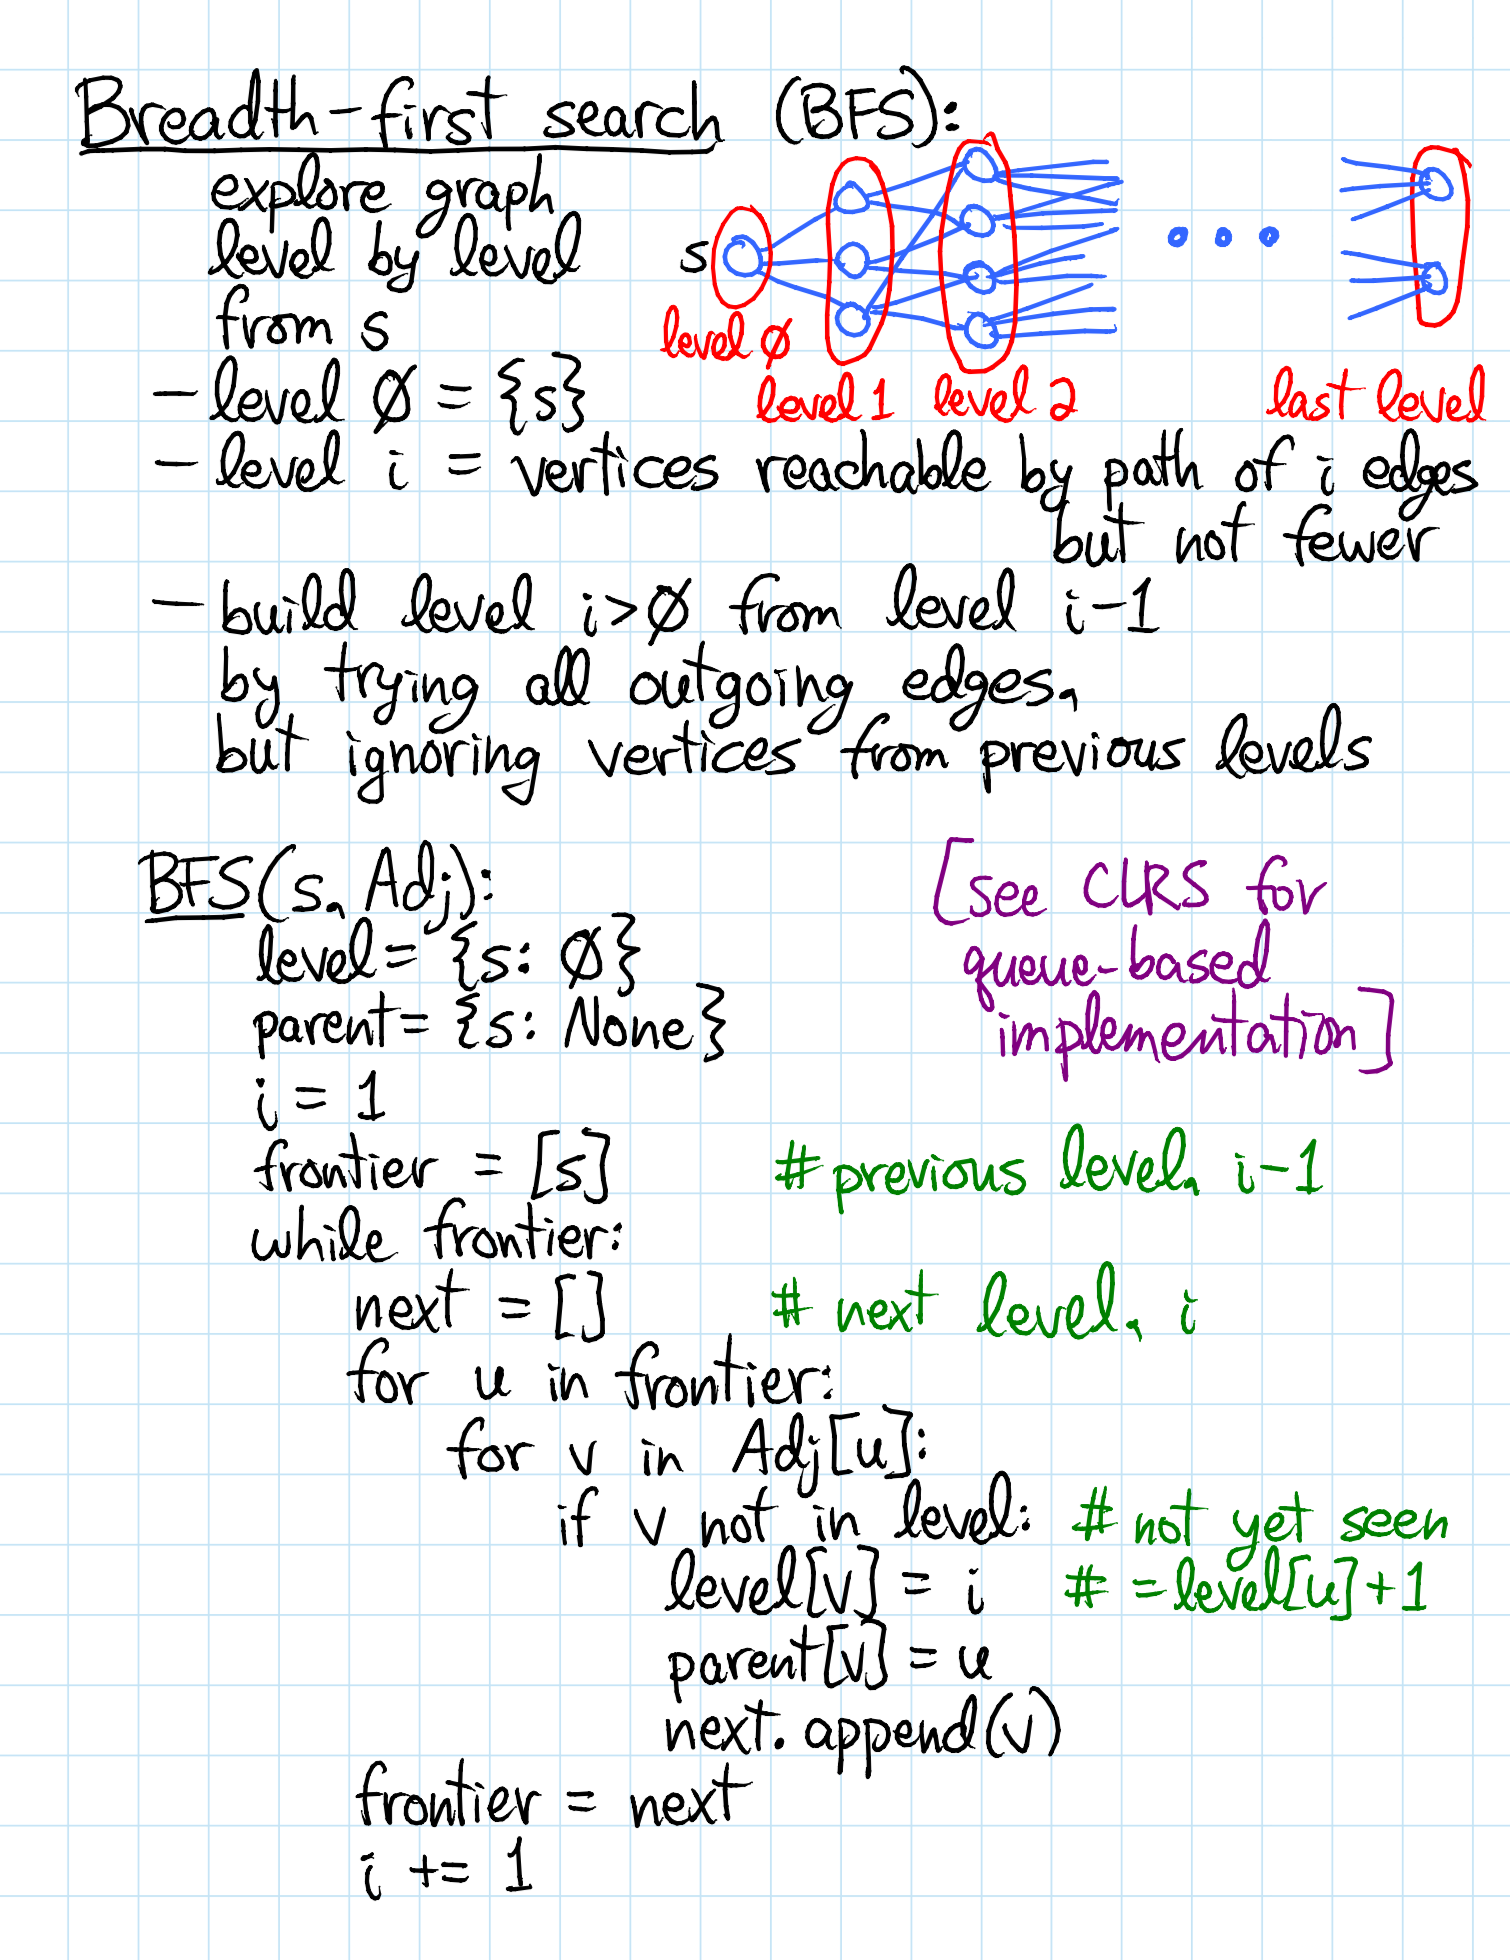 Breadth-first search (BFS):
explore graph
level by level
from s
s
level Ø
level 1
level 2
last level
- level Ø = {s}
- level i = vertices reachable by path of i edges
but not fewer
- build level i>Ø from level i-1
by trying all outgoing edges,
but ignoring vertices from previous levels
BFS(s, Adj):
[see CLRS for
queue-based
implementation]
level = {s: Ø}
parent = {s: None}
i = 1
frontier = [s] # previous level, i-1
while frontier:
next = [] # next level, i
for u in frontier:
for v in Adj[u]:
if v not in level: # not yet seen
level[v] = i # = level[u]+1
parent[v] = u
next.append(v)
frontier = next
i += 1